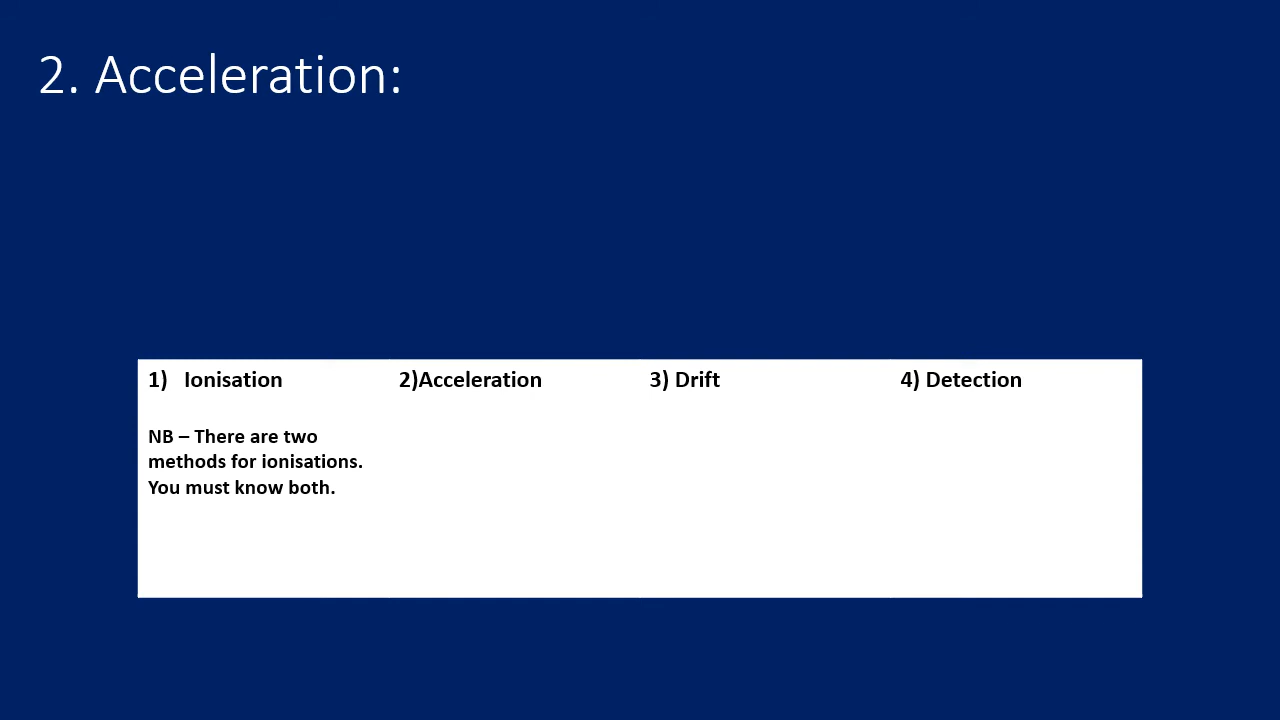 2. Acceleration:
1) Ionisation
2)Acceleration
3) Drift
4) Detection
NB – There are two
methods for ionisations.
You must know both.